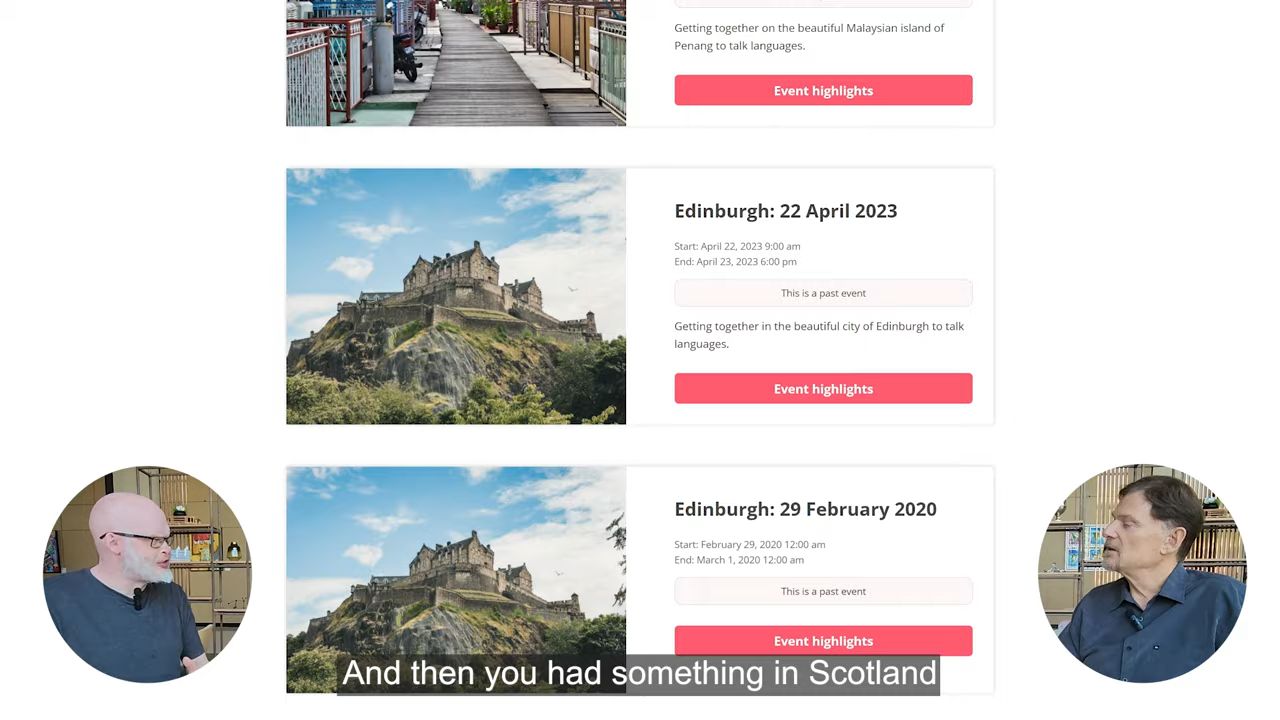 Getting together on the beautiful Malaysian island of
Penang to talk languages.
Event highlights
Edinburgh: 22 April 2023
Start: April 22, 2023 9:00 am
End: April 23, 2023 6:00 pm
This is a past event
Getting together in the beautiful city of Edinburgh to talk
languages.
Event highlights
Edinburgh: 29 February 2020
Start: February 29, 2020 12:00 am
End: March 1, 2020 12:00 am
This is a past event
Event highlights
And then you had something in Scotland